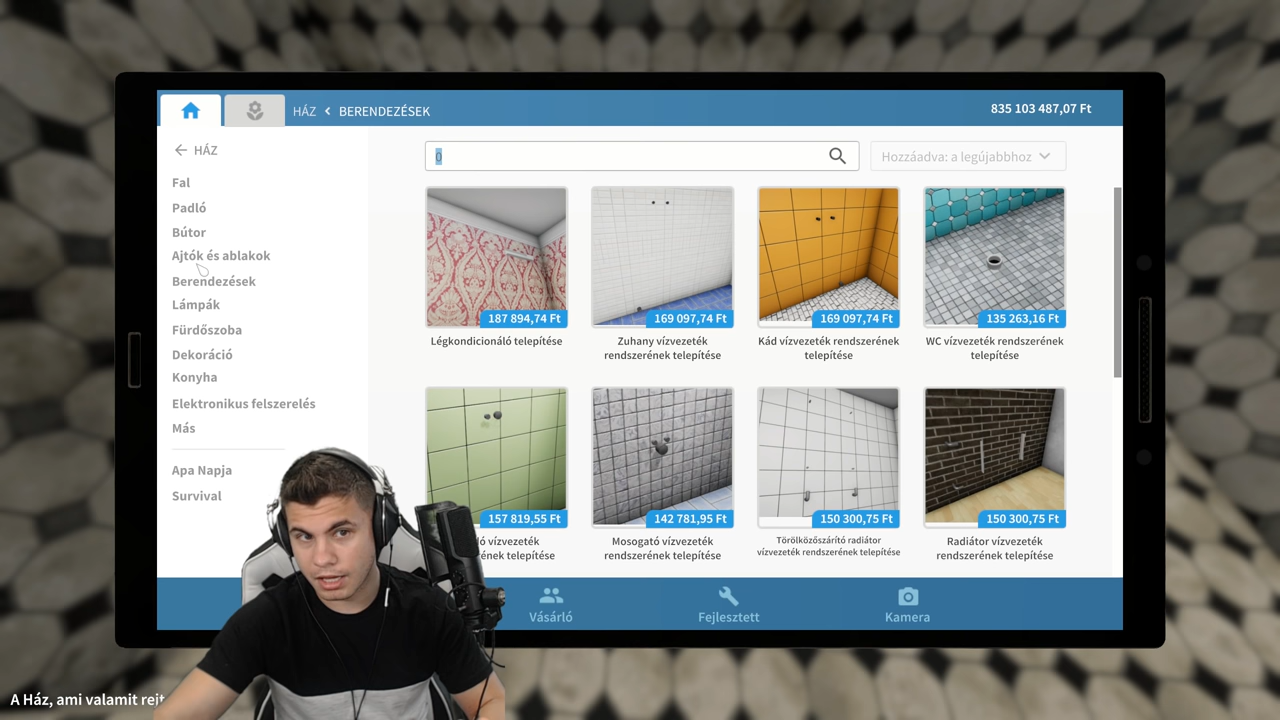 HÁZ < BERENDEZÉSEK
835 103 487,07 Ft
HÁZ
0
Hozzáadva: a legújabbhoz
Fal
Padló
Bútor
Ajtók és ablakok
Berendezések
Lámpák
Fürdőszoba
Dekoráció
Konyha
Elektronikus felszerelés
Más
Apa Napja
Survival
187 894,74 Ft
169 097,74 Ft
169 097,74 Ft
135 263,16 Ft
Légkondicionáló telepítése
Zuhany vízvezeték
rendszerének telepítése
Kád vízvezeték rendszerének
telepítése
WC vízvezeték rendszerének
telepítése
157 819,55 Ft
142 781,95 Ft
150 300,75 Ft
150 300,75 Ft
vízvezeték
telepítése
Mosogató vízvezeték
rendszerének telepítése
Törölközőszárító radiátor
vízvezeték rendszerének telepítése
Radiátor vízvezeték
rendszerének telepítése
Vásárló
Fejlesztett
Kamera
A Ház, ami valamit rejt